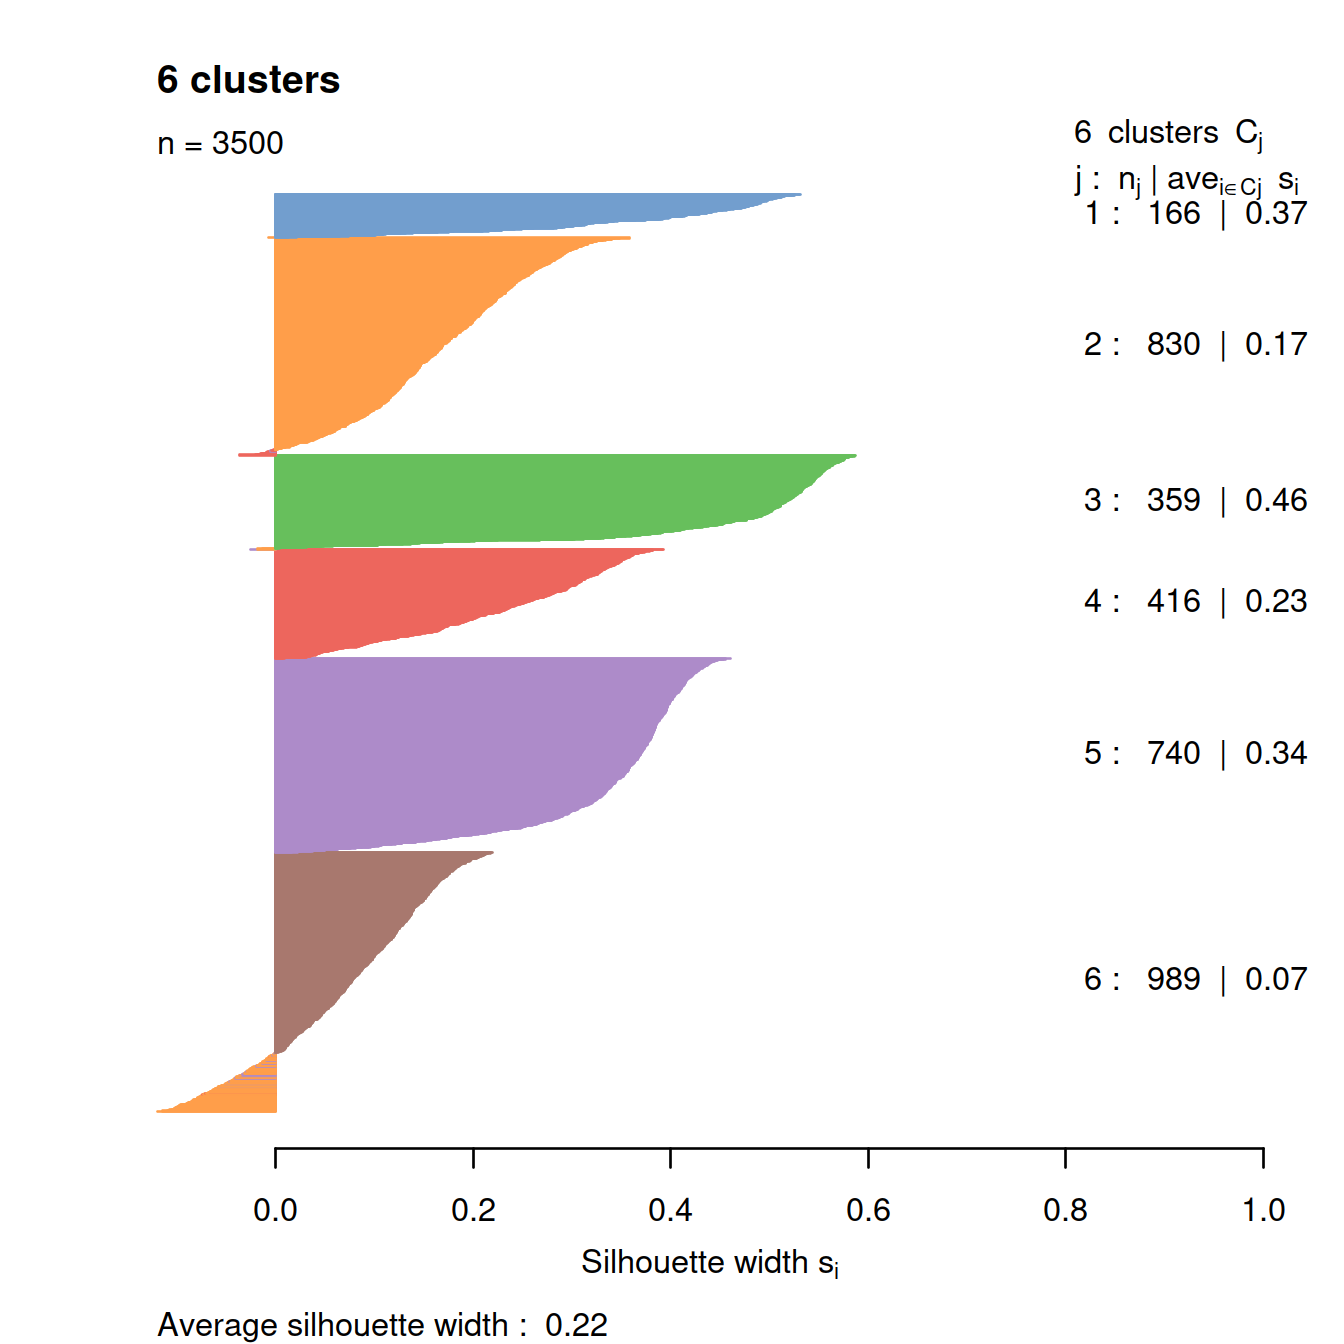 6 clusters
n = 3500
6 clusters Cj
j : nj | avei∈Cj si
1 : 166 | 0.37
2 : 830 | 0.17
3 : 359 | 0.46
4 : 416 | 0.23
5 : 740 | 0.34
6 : 989 | 0.07
0.0 0.2 0.4 0.6 0.8 1.0
Silhouette width si
Average silhouette width : 0.22